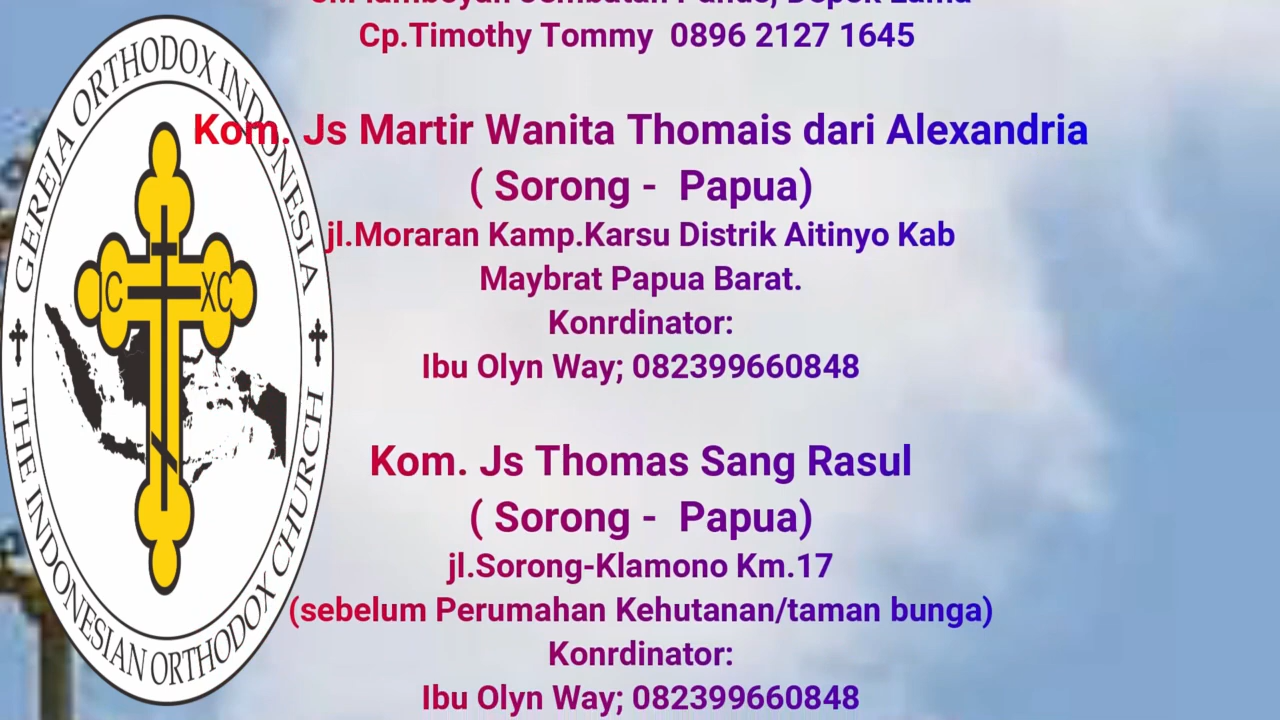 Depok Lama
Cp.Timothy Tommy 0896 2127 1645
Kom. Js Martir Wanita Thomais dari Alexandria
( Sorong - Papua)
jl.Moraran Kamp.Karsu Distrik Aitinyo Kab
Maybrat Papua Barat.
Konrdinator:
Ibu Olyn Way; 082399660848
Kom. Js Thomas Sang Rasul
( Sorong - Papua)
jl.Sorong-Klamono Km.17
(sebelum Perumahan Kehutanan/taman bunga)
Konrdinator:
Ibu Olyn Way; 082399660848
GEREJA ORTHODOX INDONESIA
IC XC
THE INDONESIAN ORTHODOX CHURCH